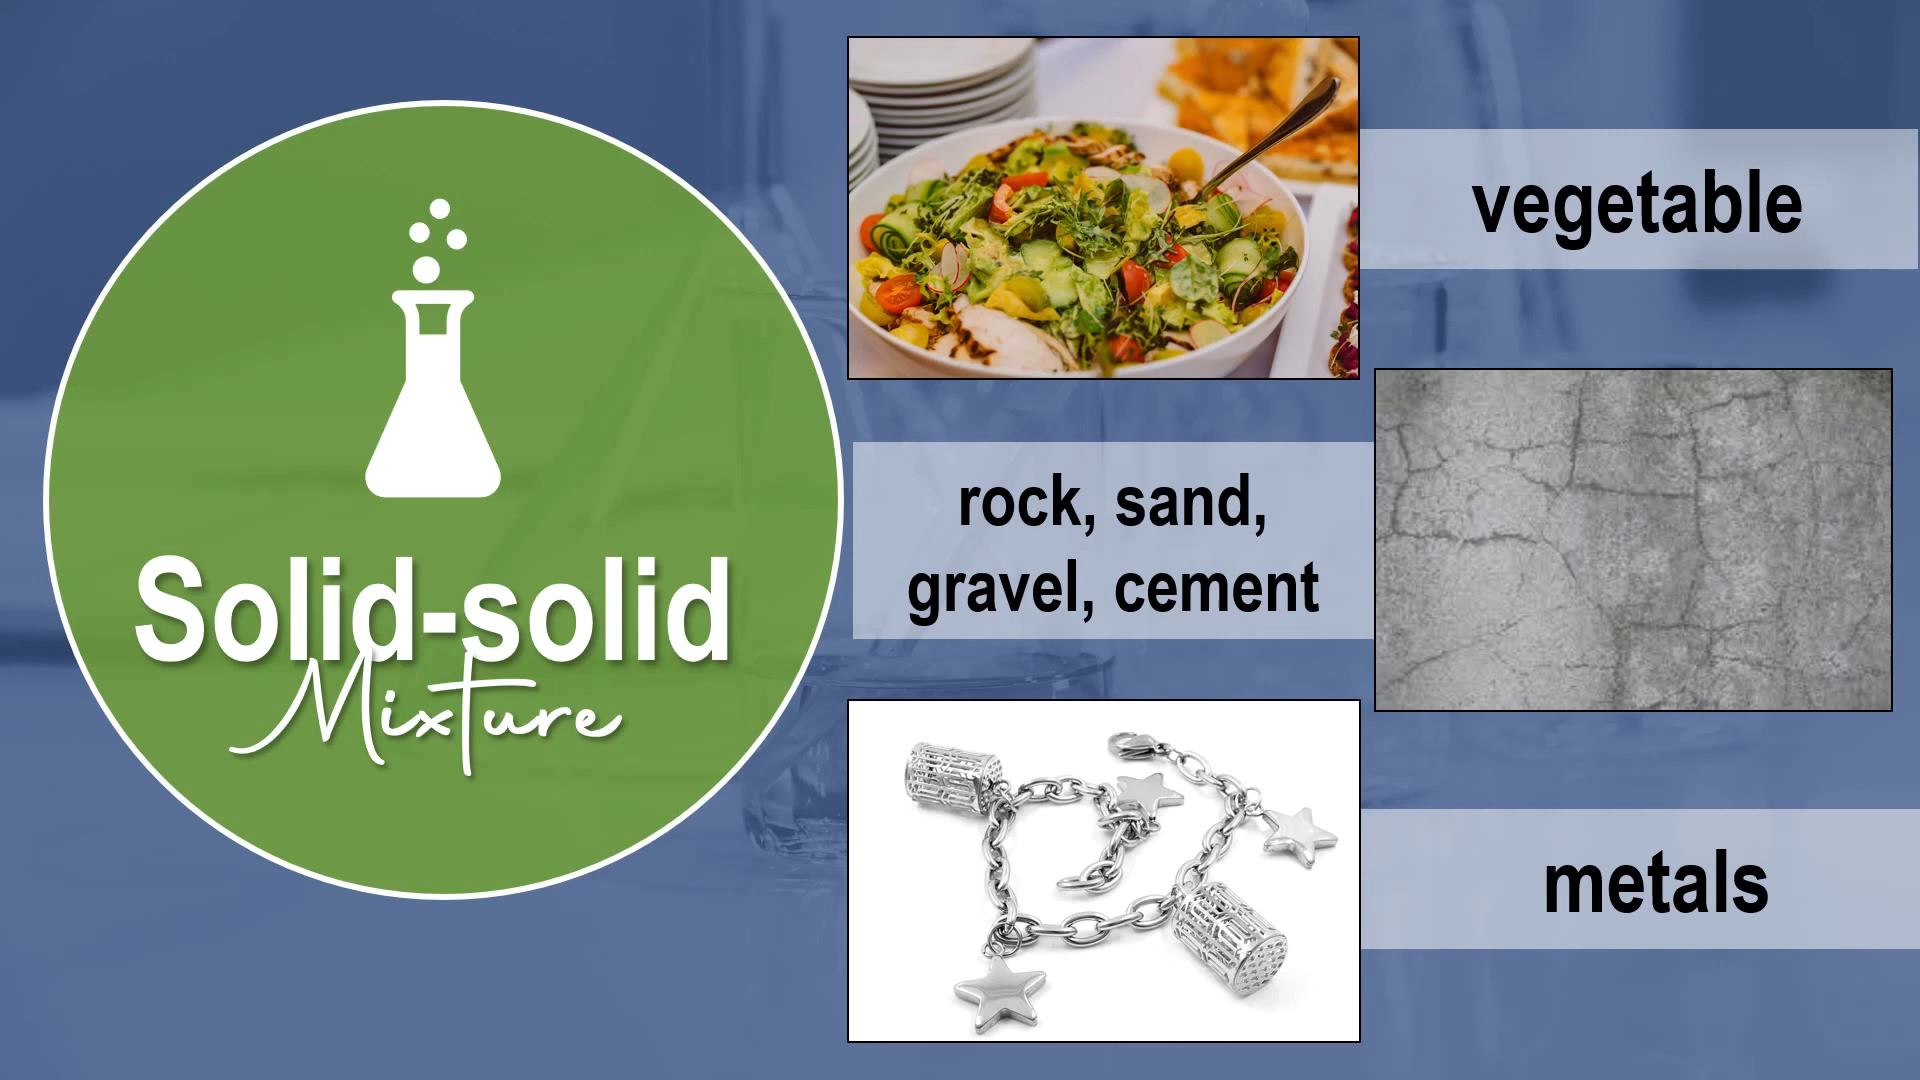 Solid-solid
Mixture
vegetable
rock, sand,
gravel, cement
metals